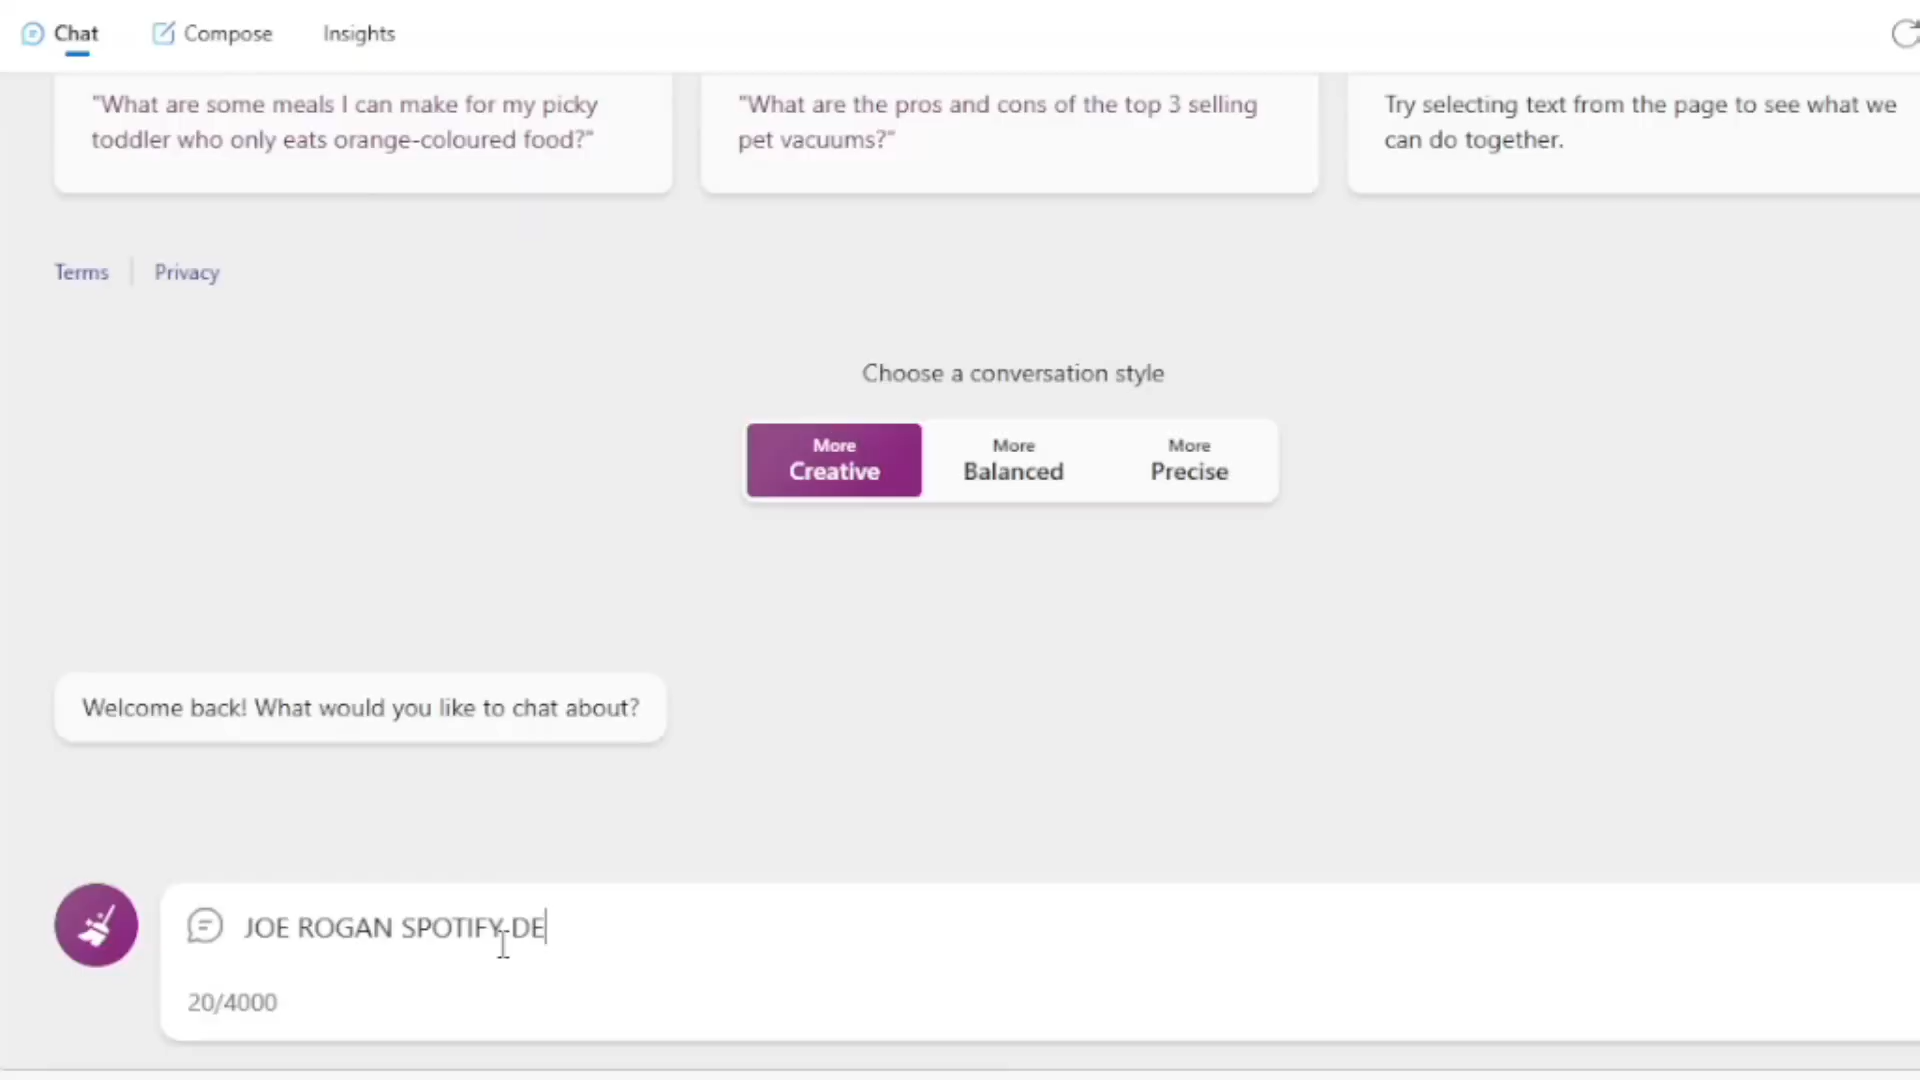 Chat Compose Insights
"What are some meals I can make for my picky
toddler who only eats orange-coloured food?"
"What are the pros and cons of the top 3 selling
pet vacuums?"
Try selecting text from the page to see what we
can do together.
Terms Privacy
Choose a conversation style
More
Creative
More
Balanced
More
Precise
Welcome back! What would you like to chat about?
JOE ROGAN SPOTIFY DE
20/4000